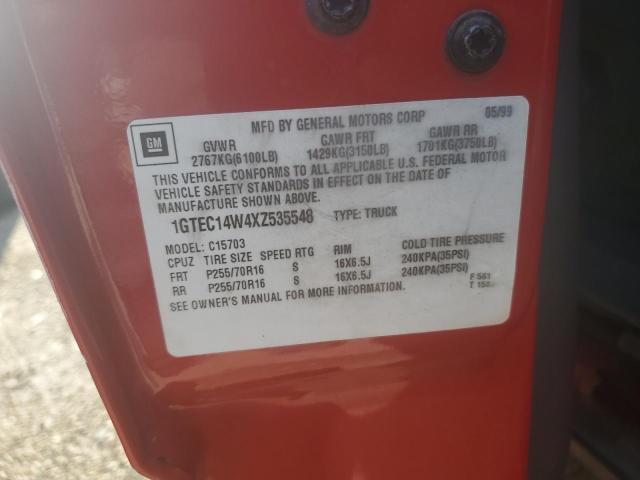 MFD BY GENERAL MOTORS CORP 05/99
GM
GVWR GAWR FRT GAWR RR
2767KG(6100LB) 1429KG(3150LB) 1701KG(3750LB)
THIS VEHICLE CONFORMS TO ALL APPLICABLE U.S. FEDERAL MOTOR
VEHICLE SAFETY STANDARDS IN EFFECT ON THE DATE OF
MANUFACTURE SHOWN ABOVE.
1GTEC14W4XZ535548 TYPE: TRUCK
MODEL: C15703
CPUZ TIRE SIZE SPEED RTG RIM COLD TIRE PRESSURE
FRT P255/70R16 S 16X6.5J 240KPA(35PSI)
RR P255/70R16 S 16X6.5J 240KPA(35PSI)
SEE OWNER'S MANUAL FOR MORE INFORMATION.
F 561
T